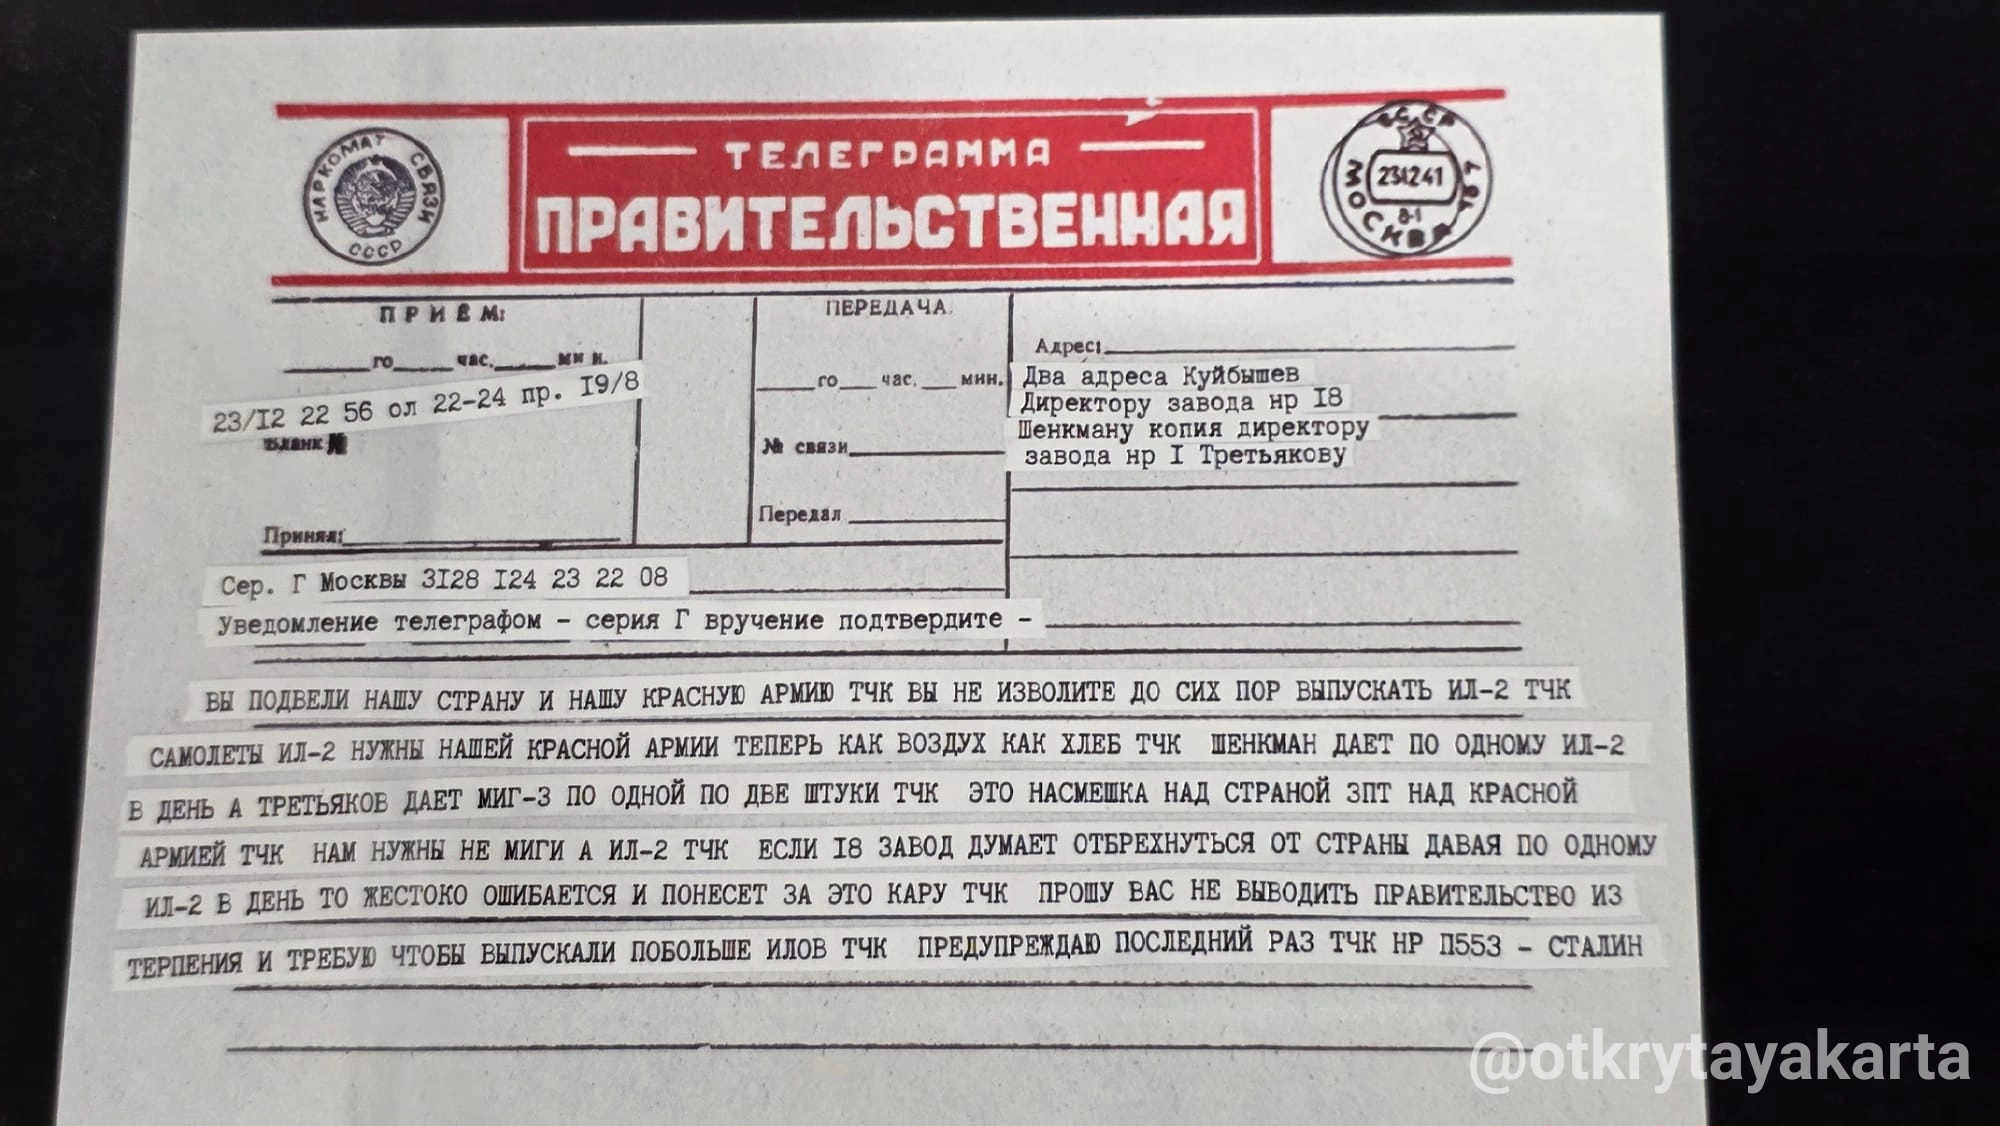 ТЕЛЕГРАММА
ПРАВИТЕЛЬСТВЕННАЯ
НАРКОМАТ СВЯЗИ
СССР
СССР
23.12.41
8-1
МОСКВА
ПРИЁМ:
го час. мин.
23/I2 22 56 ол 22-24 пр. I9/8
Бланк №
Принял:
ПЕРЕДАЧА
го час. мин.
№ связи
Передал
Адрес:
Два адреса Куйбышев
Директору завода нр I8
Шенкману копия директору
завода нр I Третьякову
Сер. Г Москвы 3I28 I24 23 22 08
Уведомление телеграфом - серия Г вручение подтвердите -
ВЫ ПОДВЕЛИ НАШУ СТРАНУ И НАШУ КРАСНУЮ АРМИЮ ТЧК ВЫ НЕ ИЗВОЛИТЕ ДО СИХ ПОР ВЫПУСКАТЬ ИЛ-2 ТЧК
САМОЛЕТЫ ИЛ-2 НУЖНЫ НАШЕЙ КРАСНОЙ АРМИИ ТЕПЕРЬ КАК ВОЗДУХ КАК ХЛЕБ ТЧК ШЕНКМАН ДАЕТ ПО ОДНОМУ ИЛ-2
В ДЕНЬ А ТРЕТЬЯКОВ ДАЕТ МИГ-3 ПО ОДНОЙ ПО ДВЕ ШТУКИ ТЧК ЭТО НАСМЕШКА НАД СТРАНОЙ ЗПТ НАД КРАСНОЙ
АРМИЕЙ ТЧК НАМ НУЖНЫ НЕ МИГИ А ИЛ-2 ТЧК ЕСЛИ I8 ЗАВОД ДУМАЕТ ОТБРЕХНУТЬСЯ ОТ СТРАНЫ ДАВАЯ ПО ОДНОМУ
ИЛ-2 В ДЕНЬ ТО ЖЕСТОКО ОШИБАЕТСЯ И ПОНЕСЕТ ЗА ЭТО КАРУ ТЧК ПРОШУ ВАС НЕ ВЫВОДИТЬ ПРАВИТЕЛЬСТВО ИЗ
ТЕРПЕНИЯ И ТРЕБУЮ ЧТОБЫ ВЫПУСКАЛИ ПОБОЛЬШЕ ИЛОВ ТЧК ПРЕДУПРЕЖДАЮ ПОСЛЕДНИЙ РАЗ ТЧК НР П553 - СТАЛИН
@otkrytayakarta